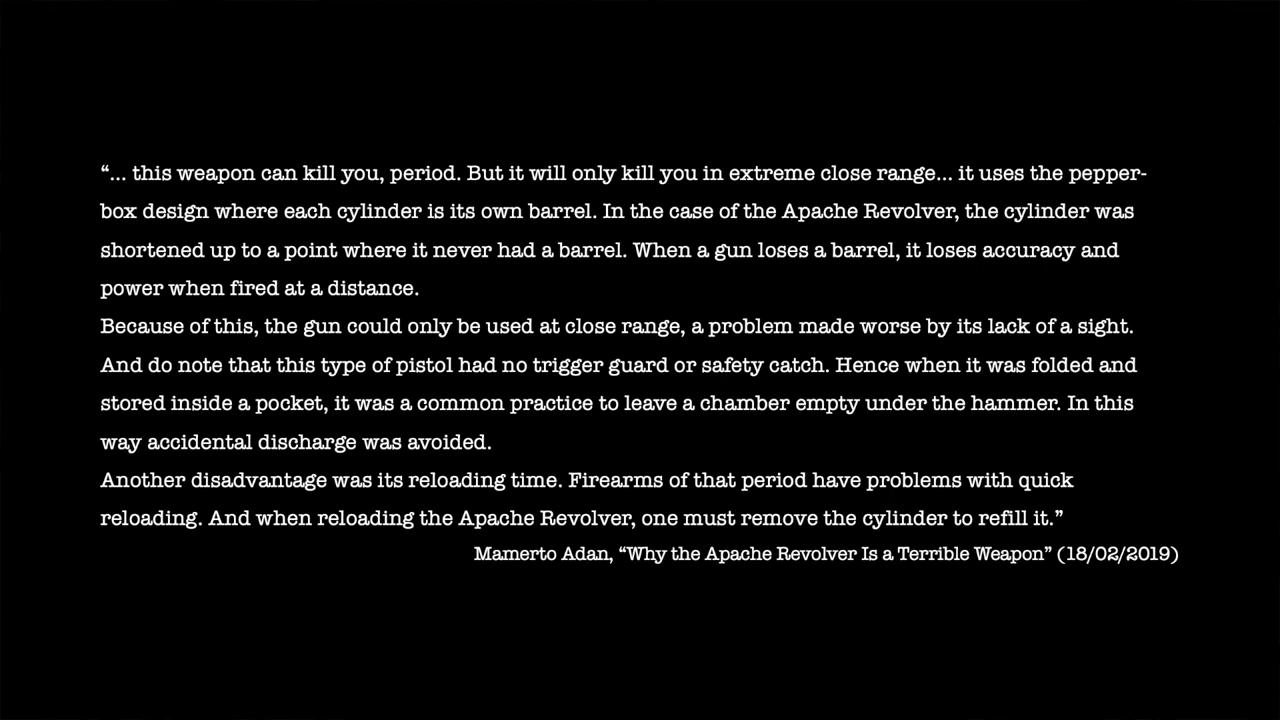 “... this weapon can kill you, period. But it will only kill you in extreme close range... it uses the pepper-
box design where each cylinder is its own barrel. In the case of the Apache Revolver, the cylinder was
shortened up to a point where it never had a barrel. When a gun loses a barrel, it loses accuracy and
power when fired at a distance.
Because of this, the gun could only be used at close range, a problem made worse by its lack of a sight.
And do note that this type of pistol had no trigger guard or safety catch. Hence when it was folded and
stored inside a pocket, it was a common practice to leave a chamber empty under the hammer. In this
way accidental discharge was avoided.
Another disadvantage was its reloading time. Firearms of that period have problems with quick
reloading. And when reloading the Apache Revolver, one must remove the cylinder to refill it.”
Mamerto Adan, “Why the Apache Revolver Is a Terrible Weapon” (18/02/2019)